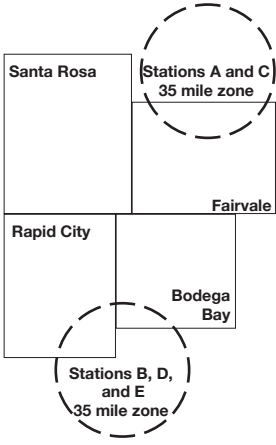 Santa Rosa
Stations A and C
35 mile zone
Fairvale
Rapid City
Bodega
Bay
Stations B, D,
and E
35 mile zone